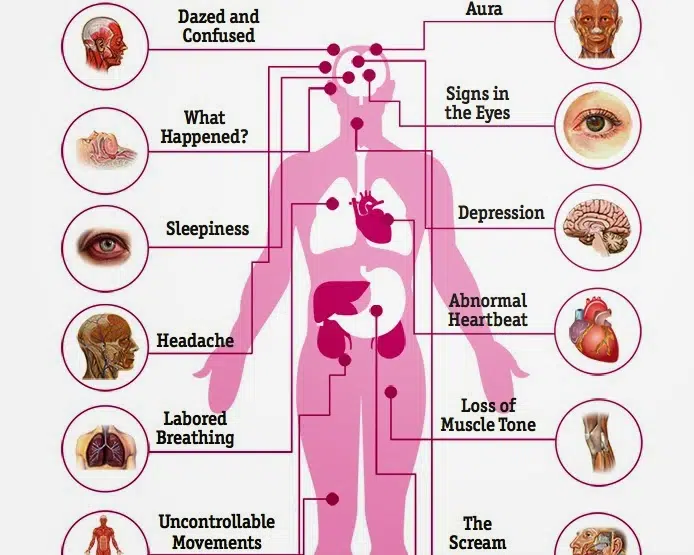 Dazed and
Confused
Aura
Signs in
the Eyes
What
Happened?
Sleepiness
Depression
Abnormal
Heartbeat
Headache
Labored
Breathing
Loss of
Muscle Tone
Uncontrollable
Movements
The
Scream